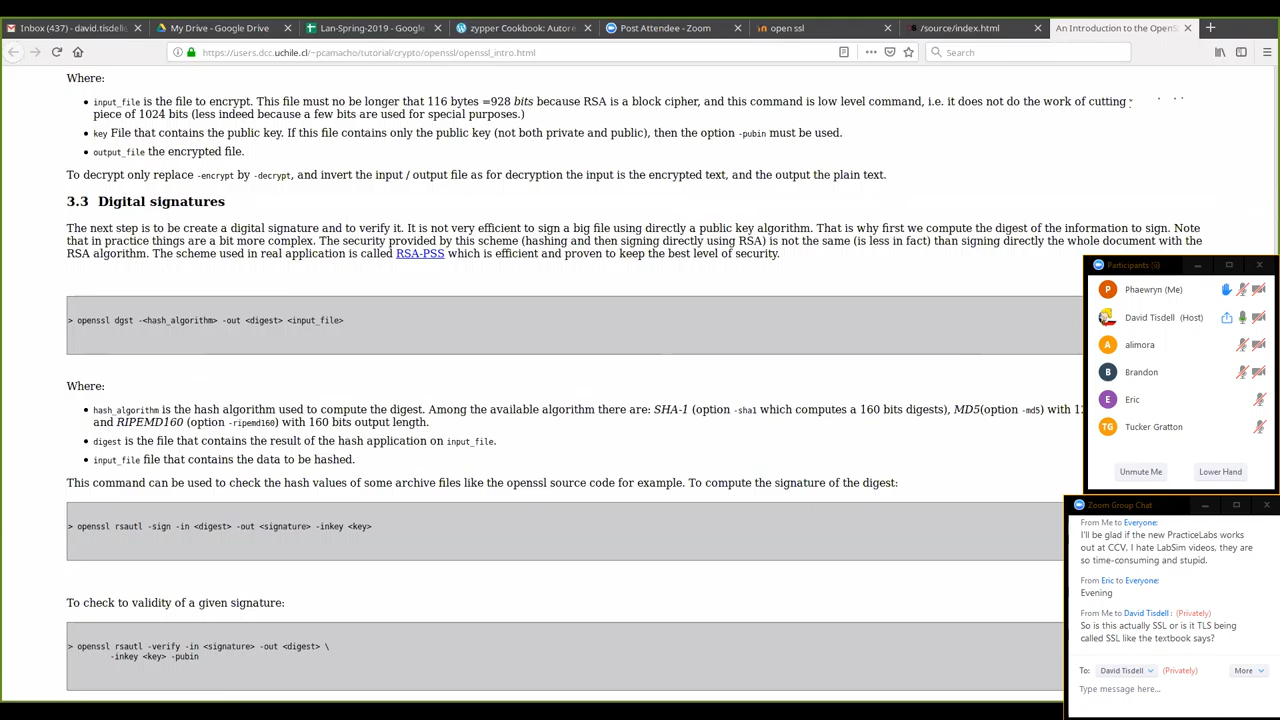 Inbox (437) - david.tisdelle
My Drive - Google Drive
Lan-Spring-2019 - Google
zypper Cookbook: Autore
Post Attendee - Zoom
open ssl
/source/index.html
An Introduction to the OpenS
https://users.dcc.uchile.cl/~pcamacho/tutorial/crypto/openssl/openssl_intro.html
Search
Where:
input_file is the file to encrypt. This file must no be longer that 116 bytes =928 bits because RSA is a block cipher, and this command is low level command, i.e. it does not do the work of cutting
piece of 1024 bits (less indeed because a few bits are used for special purposes.)
key File that contains the public key. If this file contains only the public key (not both private and public), then the option -pubin must be used.
output_file the encrypted file.
To decrypt only replace -encrypt by -decrypt, and invert the input / output file as for decryption the input is the encrypted text, and the output the plain text.
3.3 Digital signatures
The next step is to be create a digital signature and to verify it. It is not very efficient to sign a big file using directly a public key algorithm. That is why first we compute the digest of the information to sign. Note
that in practice things are a bit more complex. The security provided by this scheme (hashing and then signing directly using RSA) is not the same (is less in fact) than signing directly the whole document with the
RSA algorithm. The scheme used in real application is called RSA-PSS which is efficient and proven to keep the best level of security.
> openssl dgst -<hash_algorithm> -out <digest> <input_file>
Where:
hash_algorithm is the hash algorithm used to compute the digest. Among the available algorithm there are: SHA-1 (option -sha1 which computes a 160 bits digests), MD5(option -md5) with
and RIPEMD160 (option -ripemd160) with 160 bits output length.
digest is the file that contains the result of the hash application on input_file.
input_file file that contains the data to be hashed.
This command can be used to check the hash values of some archive files like the openssl source code for example. To compute the signature of the digest:
> openssl rsautl -sign -in <digest> -out <signature> -inkey <key>
To check to validity of a given signature:
> openssl rsautl -verify -in <signature> -out <digest> \
-inkey <key> -pubin
Participants (6)
P Phaewryn (Me)
David Tisdell (Host)
A alimora
B Brandon
E Eric
TG Tucker Gratton
Unmute Me
Lower Hand
Zoom Group Chat
From Me to Everyone:
I'll be glad if the new PracticeLabs works
out at CCV, I hate LabSim videos, they are
so time-consuming and stupid.
From Eric to Everyone:
Evening
From Me to David Tisdell : (Privately)
So is this actually SSL or is it TLS being
called SSL like the textbook says?
To: David Tisdell (Privately) More
Type message here...